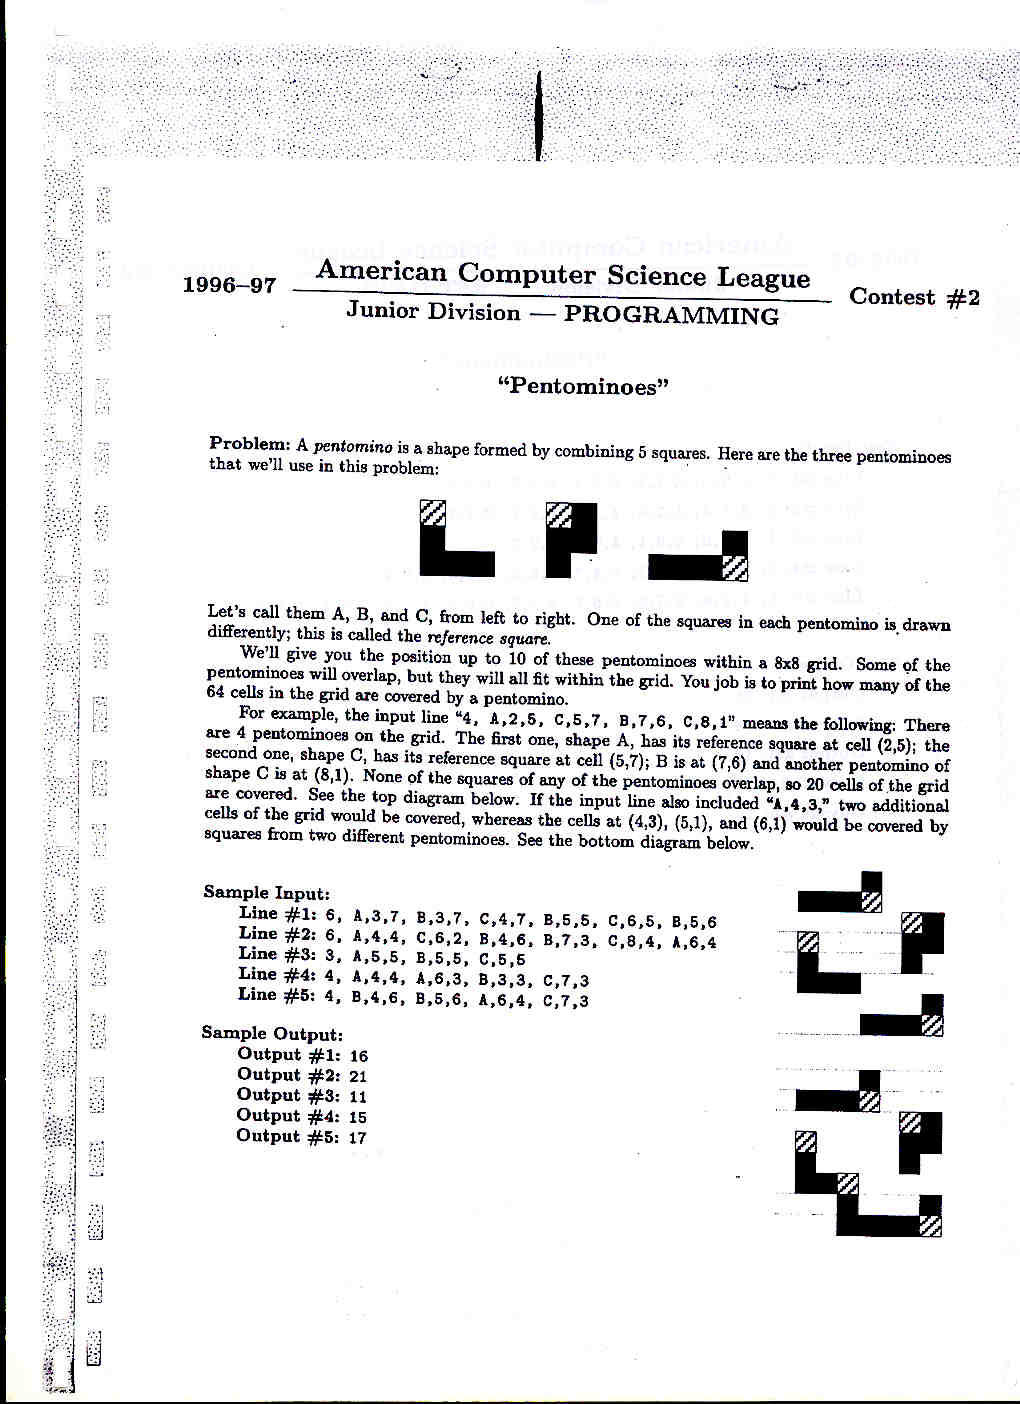 1996–97
American Computer Science League
Contest #2
Junior Division — PROGRAMMING
“Pentominoes”
Problem: A pentomino is a shape formed by combining 5 squares. Here are the three pentominoes
that we'll use in this problem:
Let's call them A, B, and C, from left to right. One of the squares in each pentomino is drawn
differently; this is called the reference square.
We'll give you the position up to 10 of these pentominoes within a 8x8 grid. Some of the
pentominoes will overlap, but they will all fit within the grid. You job is to print how many of the
64 cells in the grid are covered by a pentomino.
For example, the input line “4, A,2,5, C,5,7, B,7,6, C,8,1” means the following: There
are 4 pentominoes on the grid. The first one, shape A, has its reference square at cell (2,5); the
second one, shape C, has its reference square at cell (5,7); B is at (7,6) and another pentomino of
shape C is at (8,1). None of the squares of any of the pentominoes overlap, so 20 cells of the grid
are covered. See the top diagram below. If the input line also included “A,4,3,” two additional
cells of the grid would be covered, whereas the cells at (4,3), (5,1), and (6,1) would be covered by
squares from two different pentominoes. See the bottom diagram below.
Sample Input:
Line #1: 6, A,3,7, B,3,7, C,4,7, B,5,5, C,6,5, B,5,6
Line #2: 6, A,4,4, C,6,2, B,4,6, B,7,3, C,8,4, A,6,4
Line #3: 3, A,5,5, B,5,5, C,5,5
Line #4: 4, A,4,4, A,6,3, B,3,3, C,7,3
Line #5: 4, B,4,6, B,5,6, A,6,4, C,7,3
Sample Output:
Output #1: 16
Output #2: 21
Output #3: 11
Output #4: 15
Output #5: 17